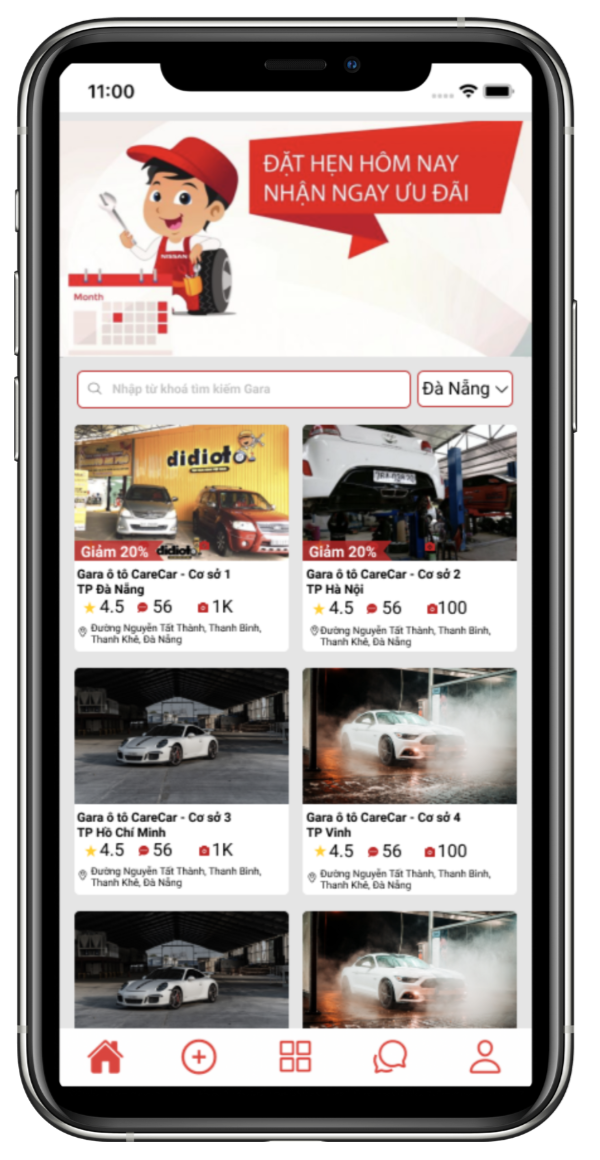 11:00
ĐẶT HẸN HÔM NAY
NHẬN NGAY ƯU ĐÃI
NISSAN
Month
Nhập từ khoá tìm kiếm Gara
Đà Nẵng
didioto
Giảm 20%
didioto
Giảm 20%
Gara ô tô CareCar - Cơ sở 1
TP Đà Nẵng
4.5 56 1K
Đường Nguyễn Tất Thành, Thanh Bình,
Thanh Khê, Đà Nẵng
Gara ô tô CareCar - Cơ sở 2
TP Hà Nội
4.5 56 100
Đường Nguyễn Tất Thành, Thanh Bình,
Thanh Khê, Đà Nẵng
Gara ô tô CareCar - Cơ sở 3
TP Hồ Chí Minh
4.5 56 1K
Đường Nguyễn Tất Thành, Thanh Bình,
Thanh Khê, Đà Nẵng
Gara ô tô CareCar - Cơ sở 4
TP Vinh
4.5 56 100
Đường Nguyễn Tất Thành, Thanh Bình,
Thanh Khê, Đà Nẵng